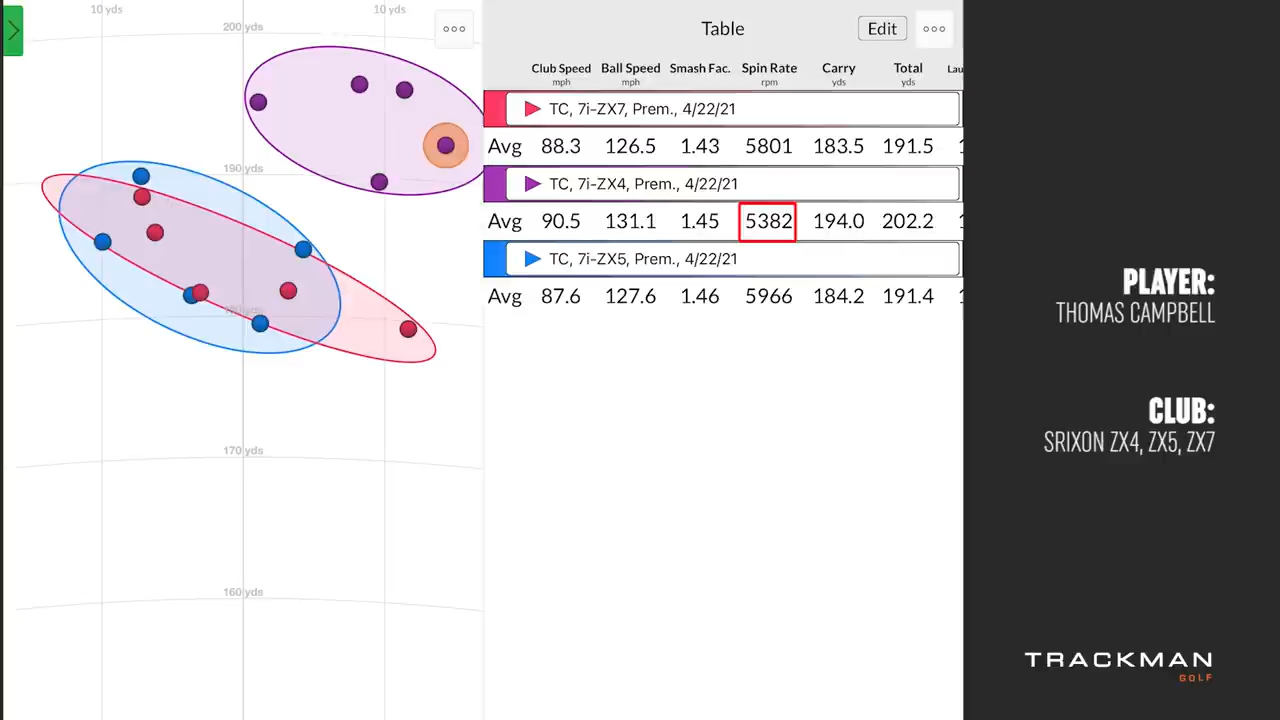 10 yds
10 yds
200 yds
190 yds
170 yds
160 yds
Table
Edit
Club Speed Ball Speed Smash Fac. Spin Rate Carry Total Lau
mph mph rpm yds yds
TC, 7i-ZX7, Prem., 4/22/21
Avg 88.3 126.5 1.43 5801 183.5 191.5
TC, 7i-ZX4, Prem., 4/22/21
Avg 90.5 131.1 1.45 5382 194.0 202.2
TC, 7i-ZX5, Prem., 4/22/21
Avg 87.6 127.6 1.46 5966 184.2 191.4
PLAYER:
THOMAS CAMPBELL
CLUB:
SRIXON ZX4, ZX5, ZX7
TRACKMAN
GOLF